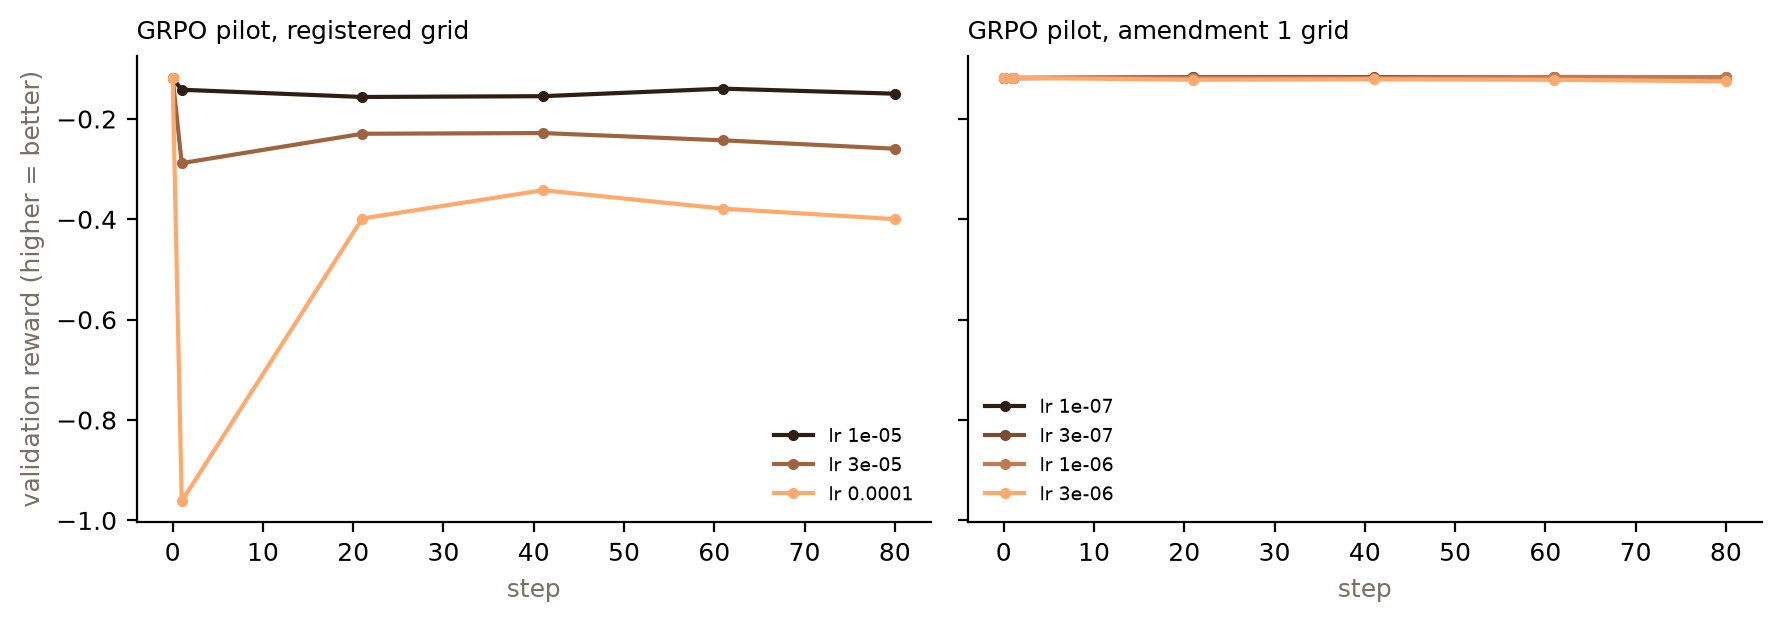 GRPO pilot, registered grid
validation reward (higher = better)
−0.2
−0.4
−0.6
−0.8
−1.0
lr 1e-05
lr 3e-05
lr 0.0001
0 10 20 30 40 50 60 70 80
step
GRPO pilot, amendment 1 grid
lr 1e-07
lr 3e-07
lr 1e-06
lr 3e-06
0 10 20 30 40 50 60 70 80
step